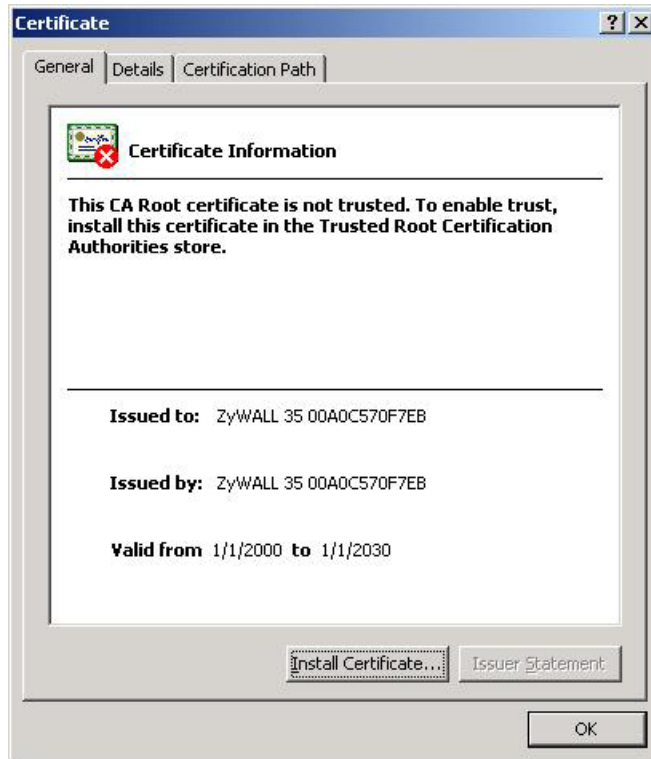 Certificate
General Details Certification Path
Certificate Information
This CA Root certificate is not trusted. To enable trust,
install this certificate in the Trusted Root Certification
Authorities store.
Issued to: ZyWALL 35 00A0C570F7EB
Issued by: ZyWALL 35 00A0C570F7EB
Valid from 1/1/2000 to 1/1/2030
Install Certificate... Issuer Statement
OK